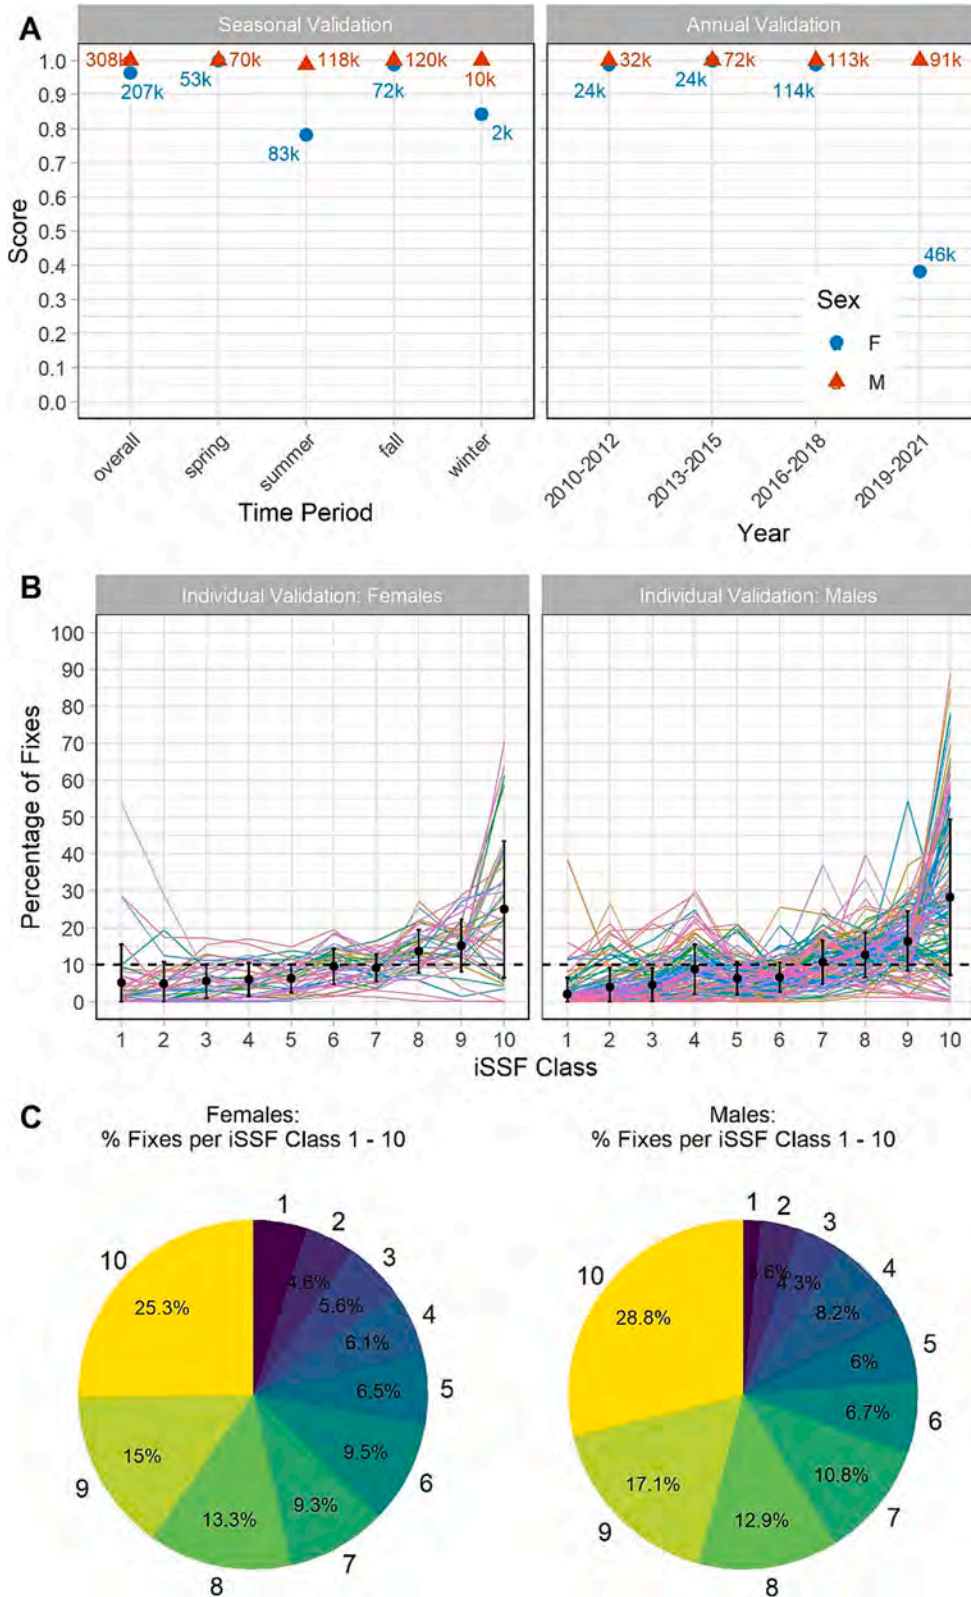 A
Seasonal Validation
Annual Validation
Score
1.0
0.9
0.8
0.7
0.6
0.5
0.4
0.3
0.2
0.1
0.0
308k
207k
53k
70k
118k
83k
120k
72k
10k
2k
32k
24k
72k
24k
113k
114k
91k
46k
Sex
F
M
overall
spring
summer
fall
winter
Time Period
2010-2012
2013-2015
2016-2018
2019-2021
Year
B
Individual Validation: Females
Individual Validation: Males
Percentage of Fixes
100
90
80
70
60
50
40
30
20
10
0
1 2 3 4 5 6 7 8 9 10
1 2 3 4 5 6 7 8 9 10
iSSF Class
C
Females:
% Fixes per iSSF Class 1 - 10
1
2
3
4
5
6
7
8
9
10
4.6%
5.6%
6.1%
6.5%
9.5%
9.3%
13.3%
15%
25.3%
Males:
% Fixes per iSSF Class 1 - 10
1
2
3
4
5
6
7
8
9
10
4.3%
8.2%
6%
6.7%
10.8%
12.9%
17.1%
28.8%